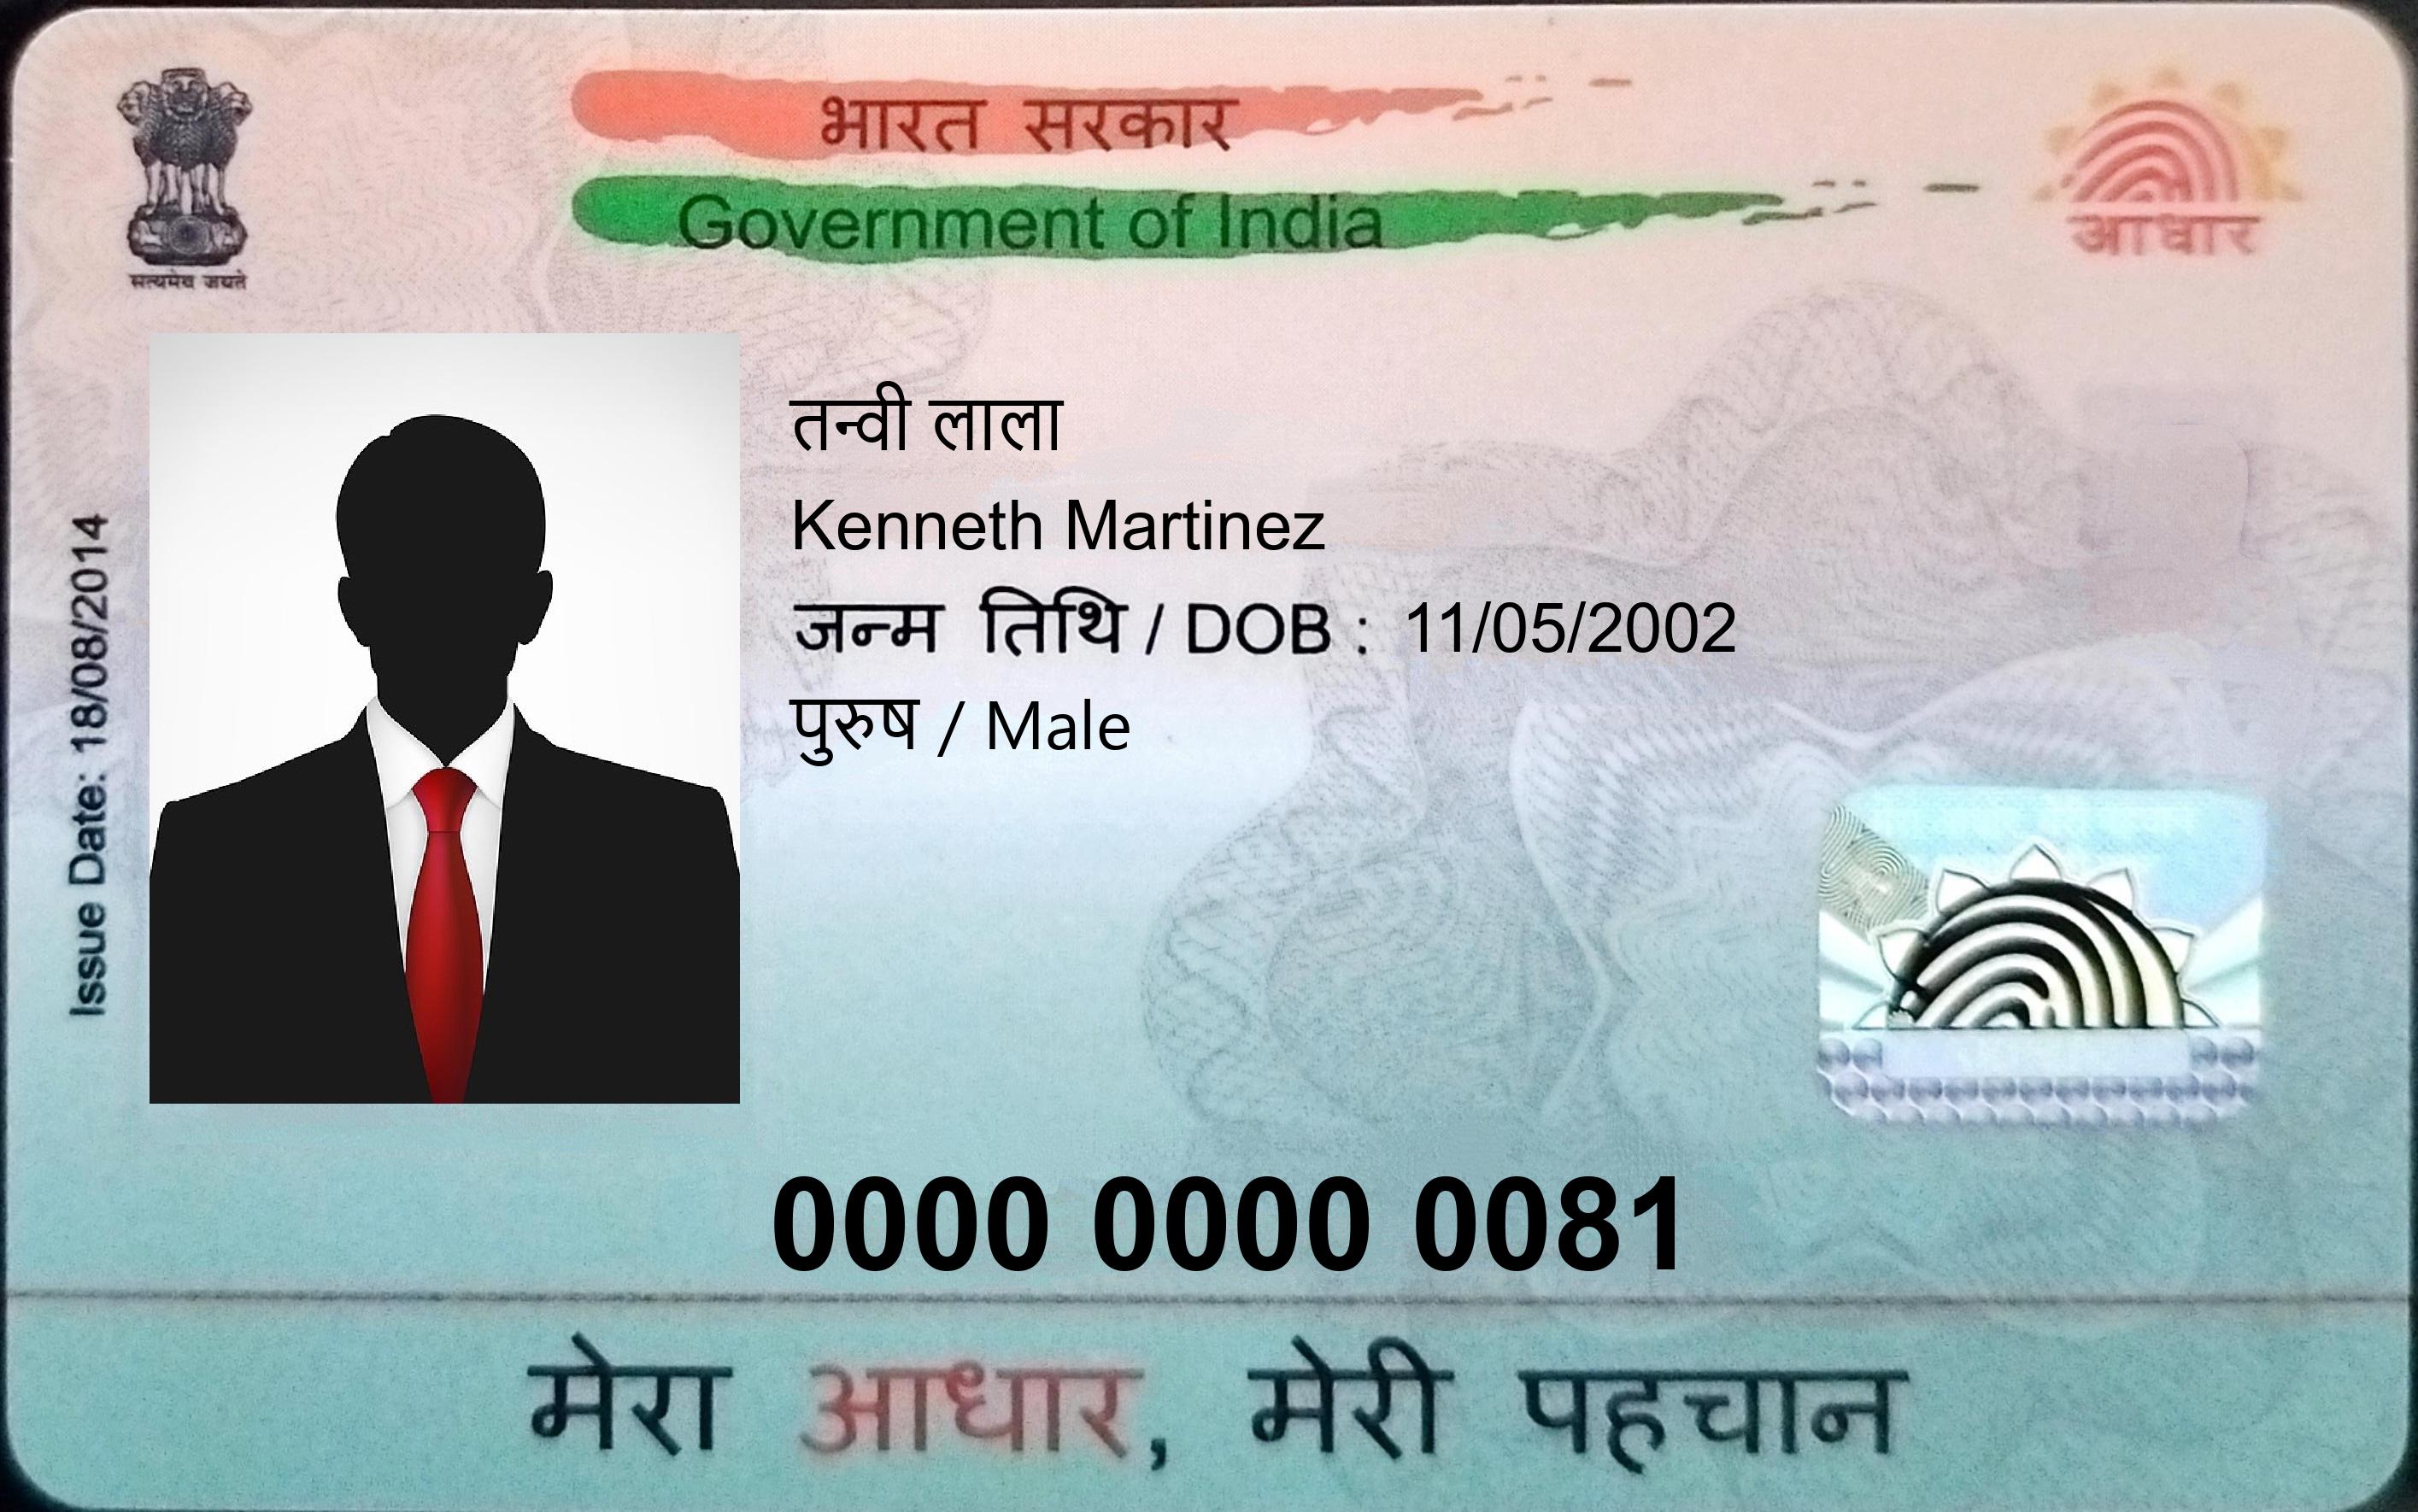 भारत सरकार
Government of India
सत्यमेव जयते
आधार
Issue Date: 18/08/2014
तन्वी लाला
Kenneth Martinez
जन्म तिथि / DOB : 11/05/2002
पुरुष / Male
0000 0000 0081
मेरा आधार, मेरी पहचान